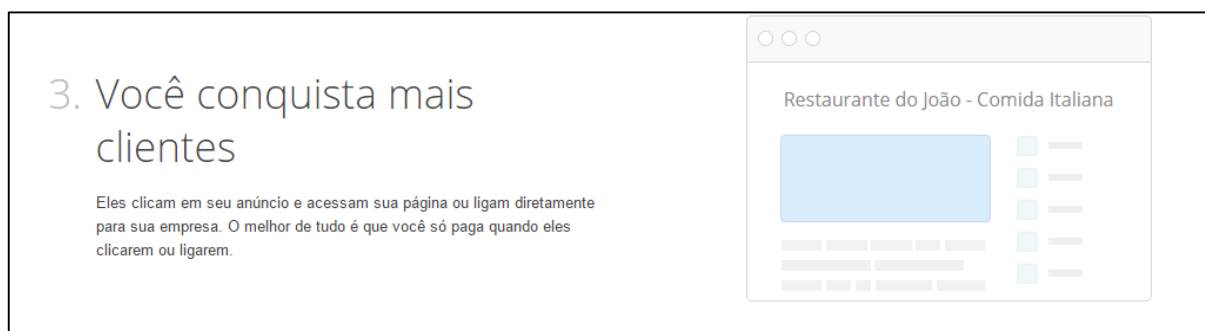 3. Você conquista mais
clientes
Eles clicam em seu anúncio e acessam sua página ou ligam diretamente
para sua empresa. O melhor de tudo é que você só paga quando eles
clicarem ou ligarem.
Restaurante do João - Comida Italiana